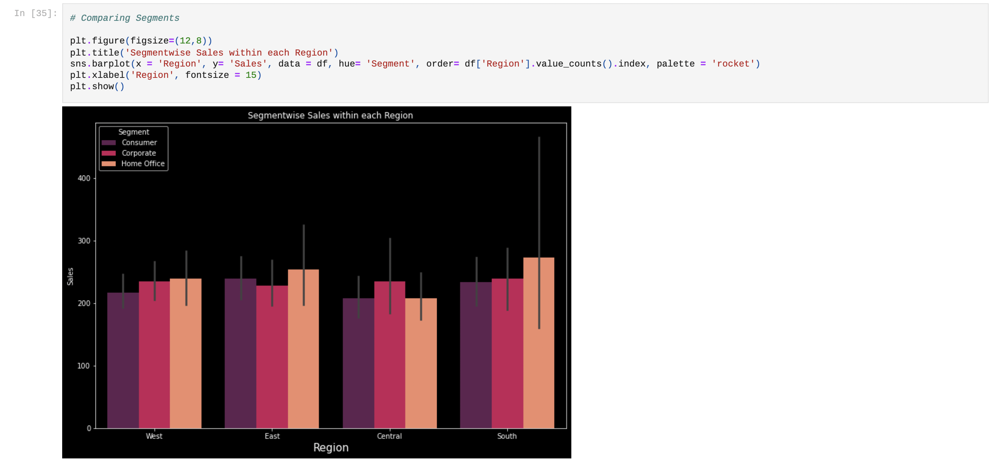 In [35]:
# Comparing Segments
plt.figure(figsize=(12,8))
plt.title('Segmentwise Sales within each Region')
sns.barplot(x = 'Region', y= 'Sales', data = df, hue= 'Segment', order= df['Region'].value_counts().index, palette = 'rocket')
plt.xlabel('Region', fontsize = 15)
plt.show()
Segmentwise Sales within each Region
Segment
Consumer
Corporate
Home Office
400
300
200
100
0
Sales
West East Central South
Region